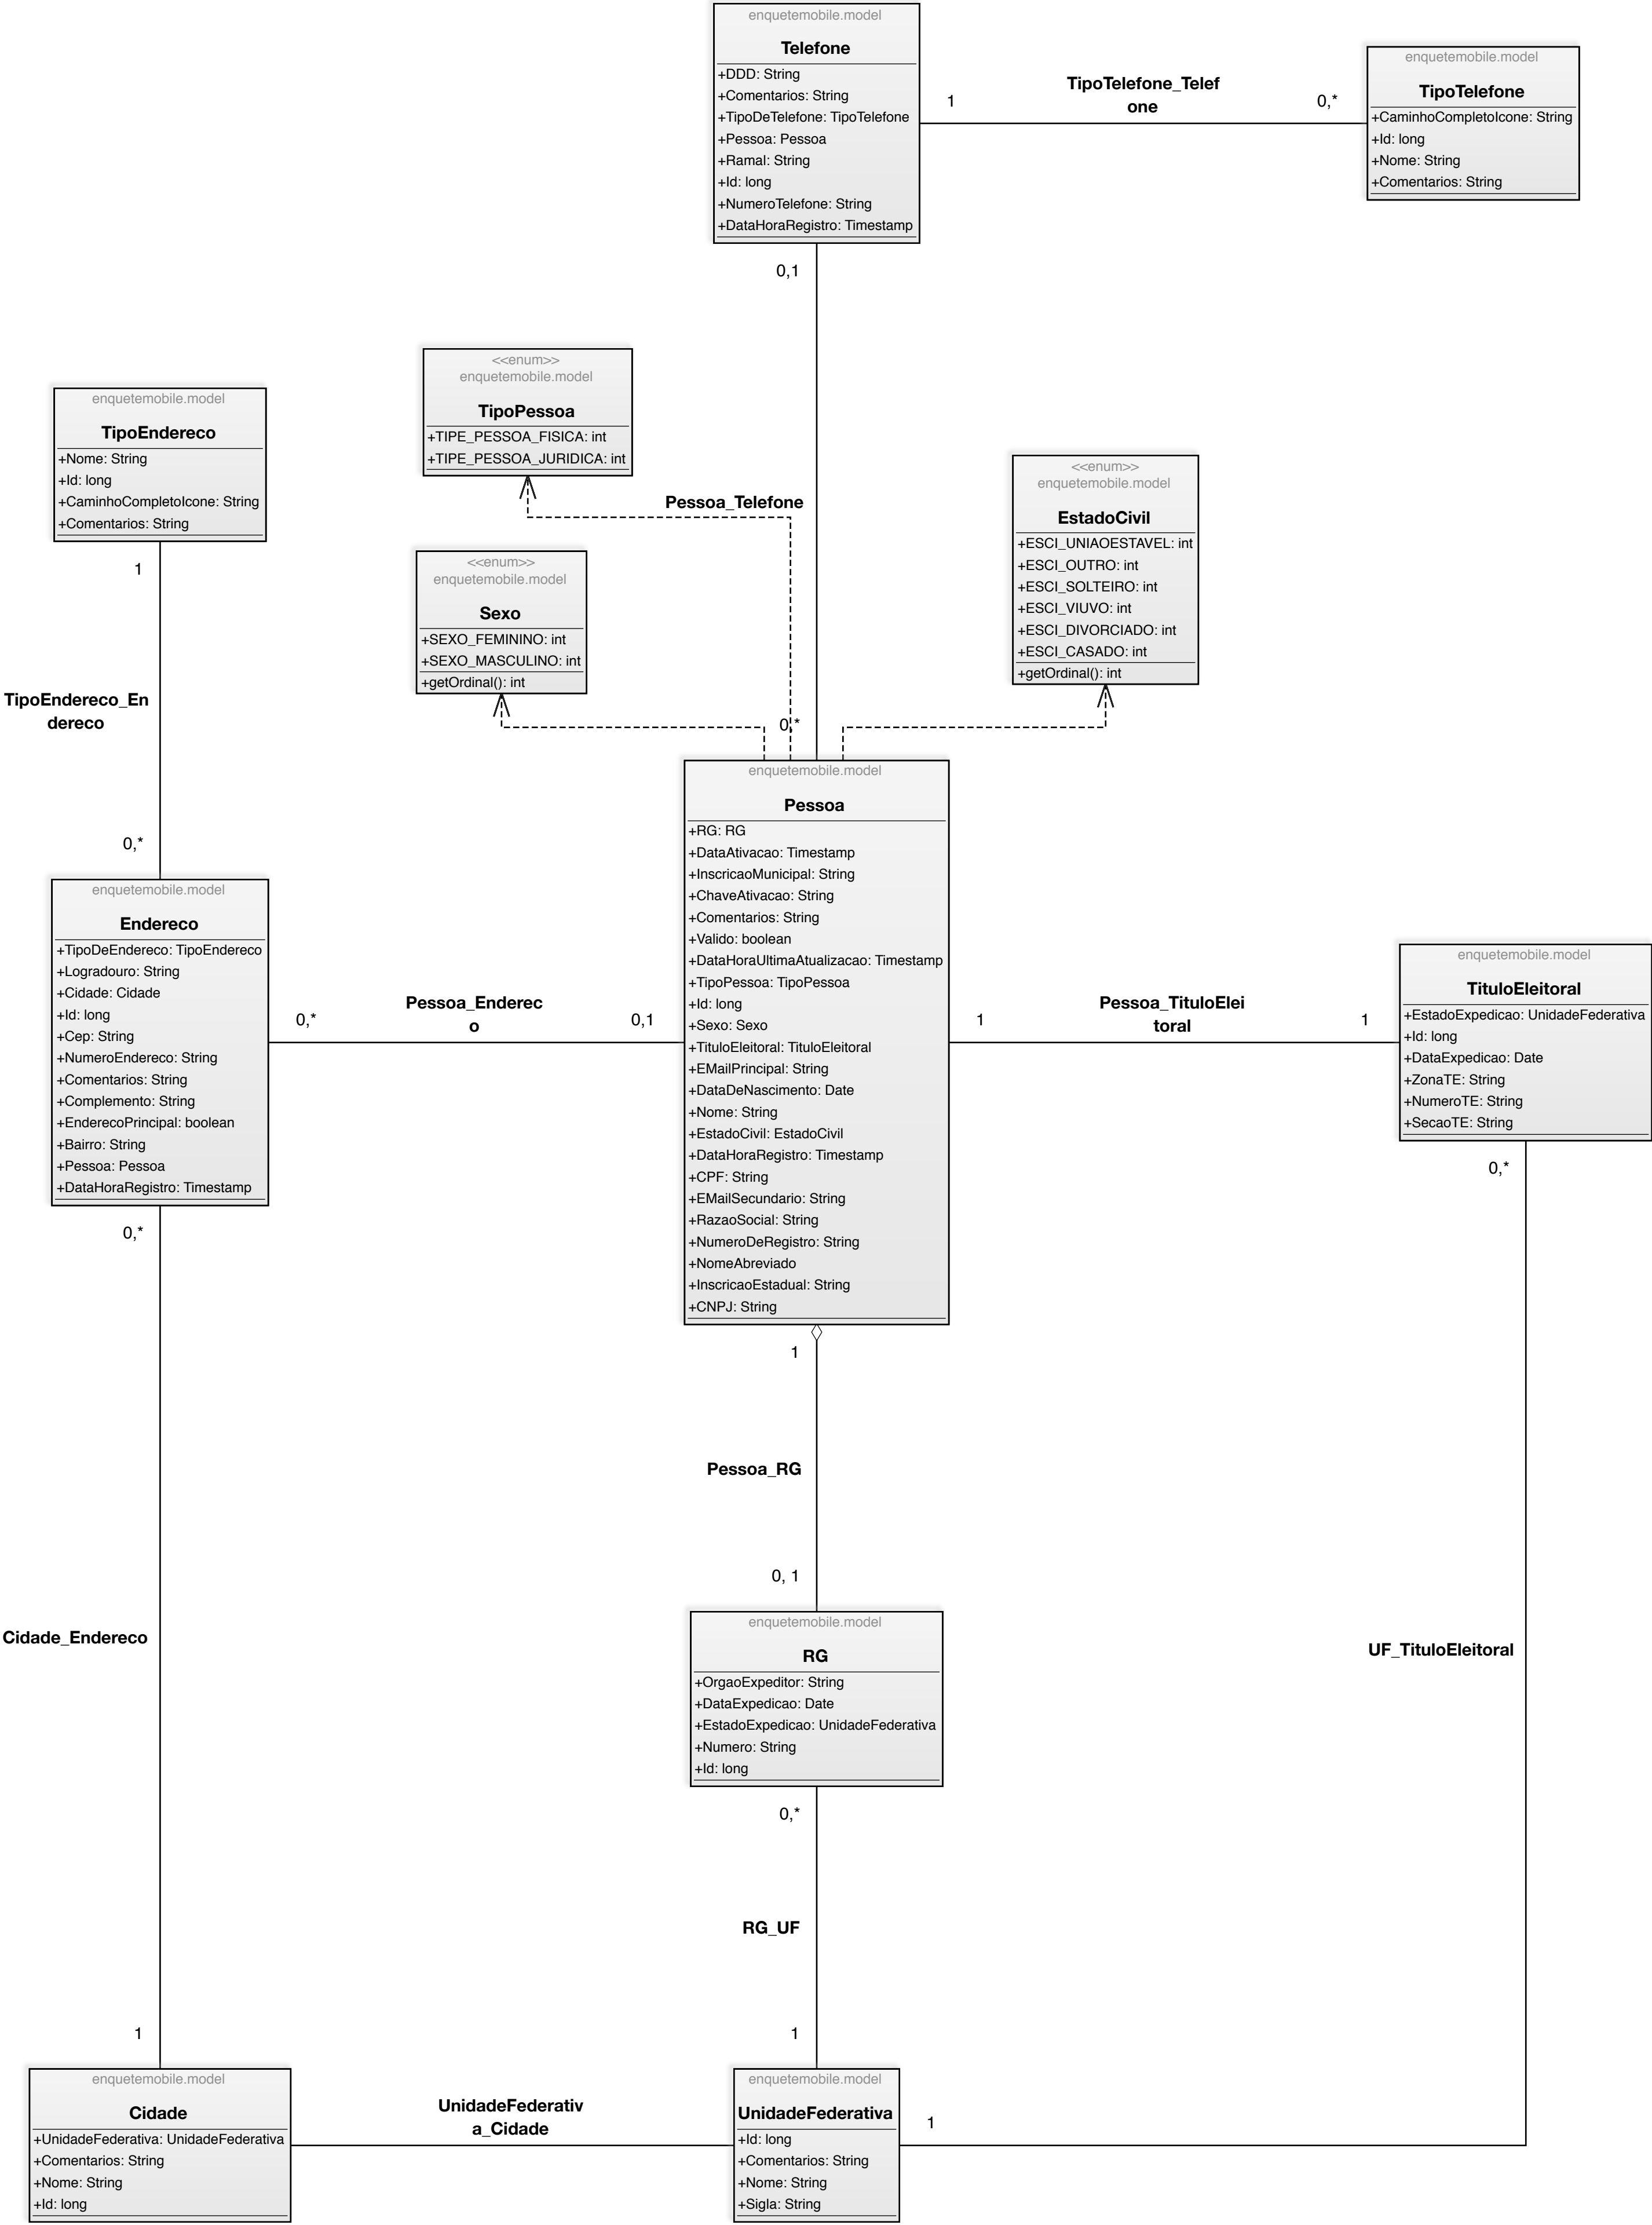 enquetemobile.model
Telefone
+DDD: String
+Comentarios: String
+TipoDeTelefone: TipoTelefone
+Pessoa: Pessoa
+Ramal: String
+Id: long
+NumeroTelefone: String
+DataHoraRegistro: Timestamp
1
TipoTelefone_Telef
one
0,*
enquetemobile.model
TipoTelefone
+CaminhoCompletoIcone: String
+Id: long
+Nome: String
+Comentarios: String
0,1
<<enum>>
enquetemobile.model
TipoPessoa
+TIPE_PESSOA_FISICA: int
+TIPE_PESSOA_JURIDICA: int
Pessoa_Telefone
enquetemobile.model
TipoEndereco
+Nome: String
+Id: long
+CaminhoCompletoIcone: String
+Comentarios: String
<<enum>>
enquetemobile.model
EstadoCivil
+ESCI_UNIAOESTAVEL: int
+ESCI_OUTRO: int
+ESCI_SOLTEIRO: int
+ESCI_VIUVO: int
+ESCI_DIVORCIADO: int
+ESCI_CASADO: int
+getOrdinal(): int
<<enum>>
enquetemobile.model
Sexo
+SEXO_FEMININO: int
+SEXO_MASCULINO: int
+getOrdinal(): int
1
TipoEndereco_En
dereco
0,*
0,*
enquetemobile.model
Pessoa
+RG: RG
+DataAtivacao: Timestamp
+InscricaoMunicipal: String
+ChaveAtivacao: String
+Comentarios: String
+Valido: boolean
+DataHoraUltimaAtualizacao: Timestamp
+TipoPessoa: TipoPessoa
+Id: long
+Sexo: Sexo
+TituloEleitoral: TituloEleitoral
+EMailPrincipal: String
+DataDeNascimento: Date
+Nome: String
+EstadoCivil: EstadoCivil
+DataHoraRegistro: Timestamp
+CPF: String
+EMailSecundario: String
+RazaoSocial: String
+NumeroDeRegistro: String
+NomeAbreviado
+InscricaoEstadual: String
+CNPJ: String
enquetemobile.model
Endereco
+TipoDeEndereco: TipoEndereco
+Logradouro: String
+Cidade: Cidade
+Id: long
+Cep: String
+NumeroEndereco: String
+Comentarios: String
+Complemento: String
+EnderecoPrincipal: boolean
+Bairro: String
+Pessoa: Pessoa
+DataHoraRegistro: Timestamp
0,*
Pessoa_Enderec
o
0,1
1
Pessoa_TituloElei
toral
1
enquetemobile.model
TituloEleitoral
+EstadoExpedicao: UnidadeFederativa
+Id: long
+DataExpedicao: Date
+ZonaTE: String
+NumeroTE: String
+SecaoTE: String
0,*
0,*
1
Pessoa_RG
0, 1
enquetemobile.model
RG
+OrgaoExpeditor: String
+DataExpedicao: Date
+EstadoExpedicao: UnidadeFederativa
+Numero: String
+Id: long
Cidade_Endereco
UF_TituloEleitoral
0,*
RG_UF
1
1
enquetemobile.model
Cidade
+UnidadeFederativa: UnidadeFederativa
+Comentarios: String
+Nome: String
+Id: long
UnidadeFederativ
a_Cidade
enquetemobile.model
UnidadeFederativa
+Id: long
+Comentarios: String
+Nome: String
+Sigla: String
1